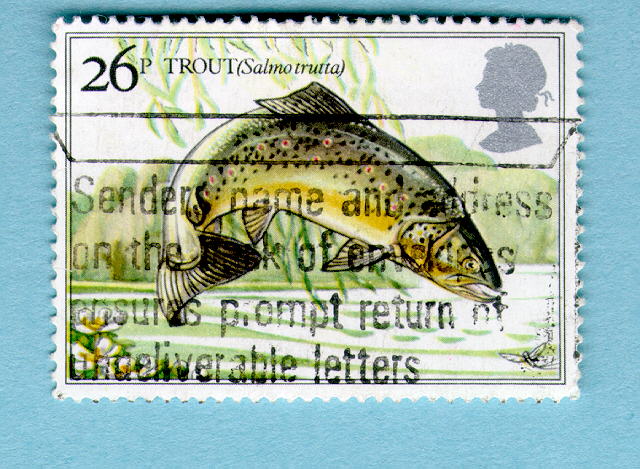 26P TROUT (Salmo trutta)
Senders name and address
on the back of envelopes
ensures prompt return of
undeliverable letters